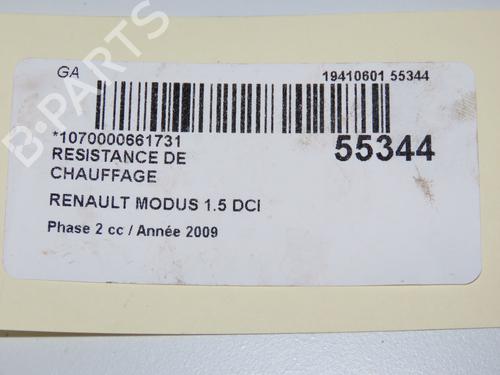 GA
19410601 55344
*1070000661731
55344
RESISTANCE DE
CHAUFFAGE
RENAULT MODUS 1.5 DCI
Phase 2 cc / Année 2009
B-PARTS